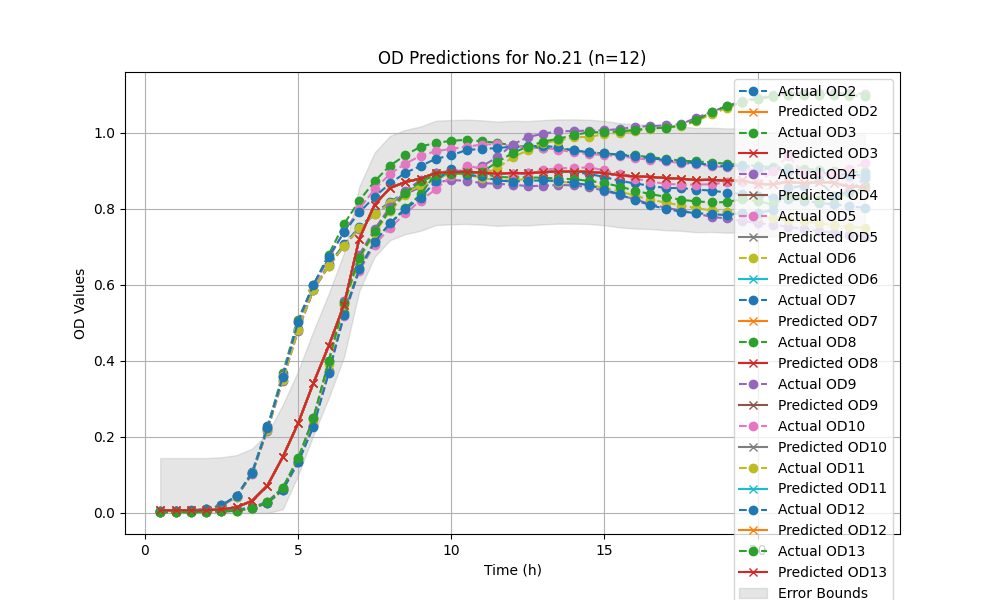 OD Predictions for No.21 (n=12)
OD Values
1.0
0.8
0.6
0.4
0.2
0.0
0
5
10
15
20
Time (h)
Actual OD2
Predicted OD2
Actual OD3
Predicted OD3
Actual OD4
Predicted OD4
Actual OD5
Predicted OD5
Actual OD6
Predicted OD6
Actual OD7
Predicted OD7
Actual OD8
Predicted OD8
Actual OD9
Predicted OD9
Actual OD10
Predicted OD10
Actual OD11
Predicted OD11
Actual OD12
Predicted OD12
Actual OD13
Predicted OD13
Error Bounds